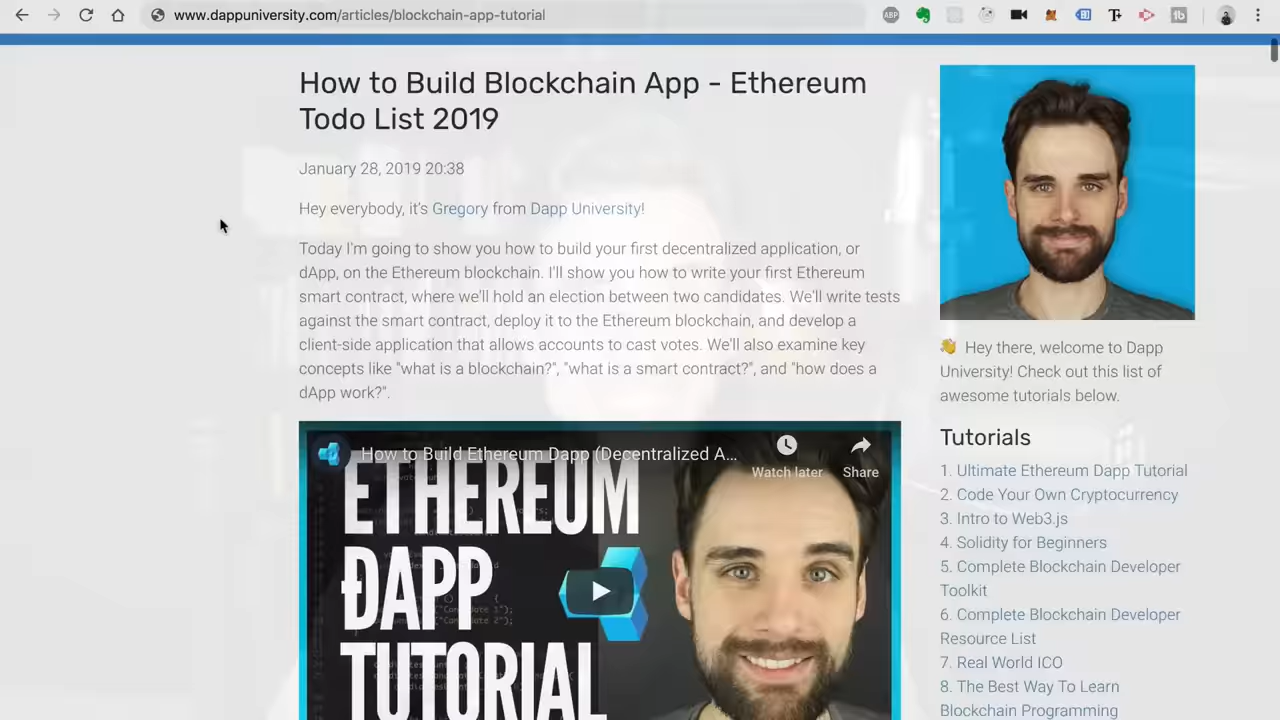 www.dappuniversity.com/articles/blockchain-app-tutorial
ABP
T+
tb
How to Build Blockchain App - Ethereum
Todo List 2019
January 28, 2019 20:38
Hey everybody, it's Gregory from Dapp University!
Today I'm going to show you how to build your first decentralized application, or
dApp, on the Ethereum blockchain. I'll show you how to write your first Ethereum
smart contract, where we'll hold an election between two candidates. We'll write tests
against the smart contract, deploy it to the Ethereum blockchain, and develop a
client-side application that allows accounts to cast votes. We'll also examine key
concepts like "what is a blockchain?", "what is a smart contract?", and "how does a
dApp work?".
How to Build Ethereum Dapp (Decentralized A...
Watch later
Share
ETHEREUM
ĐAPP
TUTORIAL
👋 Hey there, welcome to Dapp
University! Check out this list of
awesome tutorials below.
Tutorials
1. Ultimate Ethereum Dapp Tutorial
2. Code Your Own Cryptocurrency
3. Intro to Web3.js
4. Solidity for Beginners
5. Complete Blockchain Developer
Toolkit
6. Complete Blockchain Developer
Resource List
7. Real World ICO
8. The Best Way To Learn
Blockchain Programming